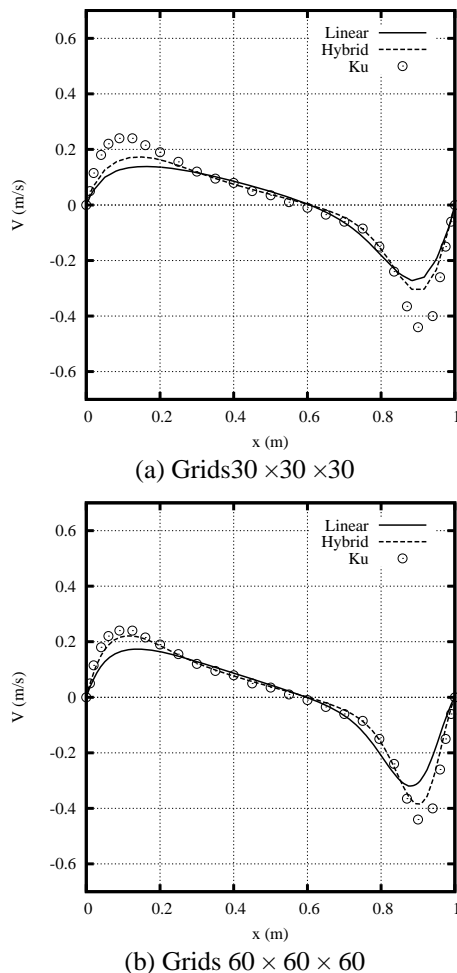 0.6
0.4
0.2
0
-0.2
-0.4
-0.6
V (m/s)
Linear
Hybrid
Ku
0 0.2 0.4 0.6 0.8 1
x (m)
(a) Grids30 ×30 ×30
0.6
0.4
0.2
0
-0.2
-0.4
-0.6
V (m/s)
Linear
Hybrid
Ku
0 0.2 0.4 0.6 0.8 1
x (m)
(b) Grids 60 × 60 × 60